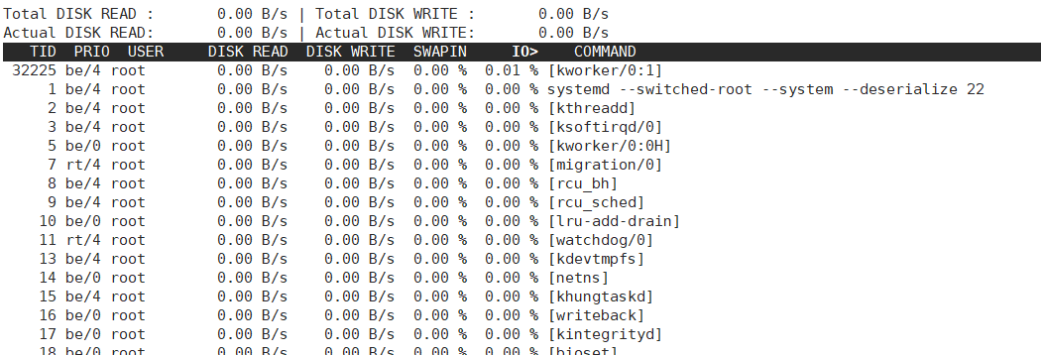 Total DISK READ :       0.00 B/s | Total DISK WRITE :       0.00 B/s
Actual DISK READ:       0.00 B/s | Actual DISK WRITE:       0.00 B/s
  TID  PRIO  USER     DISK READ  DISK WRITE  SWAPIN     IO>    COMMAND
32225 be/4 root        0.00 B/s    0.00 B/s  0.00 %  0.01 % [kworker/0:1]
    1 be/4 root        0.00 B/s    0.00 B/s  0.00 %  0.00 % systemd --switched-root --system --deserialize 22
    2 be/4 root        0.00 B/s    0.00 B/s  0.00 %  0.00 % [kthreadd]
    3 be/4 root        0.00 B/s    0.00 B/s  0.00 %  0.00 % [ksoftirqd/0]
    5 be/0 root        0.00 B/s    0.00 B/s  0.00 %  0.00 % [kworker/0:0H]
    7 rt/4 root        0.00 B/s    0.00 B/s  0.00 %  0.00 % [migration/0]
    8 be/4 root        0.00 B/s    0.00 B/s  0.00 %  0.00 % [rcu_bh]
    9 be/4 root        0.00 B/s    0.00 B/s  0.00 %  0.00 % [rcu_sched]
   10 be/0 root        0.00 B/s    0.00 B/s  0.00 %  0.00 % [lru-add-drain]
   11 rt/4 root        0.00 B/s    0.00 B/s  0.00 %  0.00 % [watchdog/0]
   13 be/4 root        0.00 B/s    0.00 B/s  0.00 %  0.00 % [kdevtmpfs]
   14 be/0 root        0.00 B/s    0.00 B/s  0.00 %  0.00 % [netns]
   15 be/4 root        0.00 B/s    0.00 B/s  0.00 %  0.00 % [khungtaskd]
   16 be/0 root        0.00 B/s    0.00 B/s  0.00 %  0.00 % [writeback]
   17 be/0 root        0.00 B/s    0.00 B/s  0.00 %  0.00 % [kintegrityd]
   18 be/0 root        0.00 B/s    0.00 B/s  0.00 %  0.00 % [bioset]